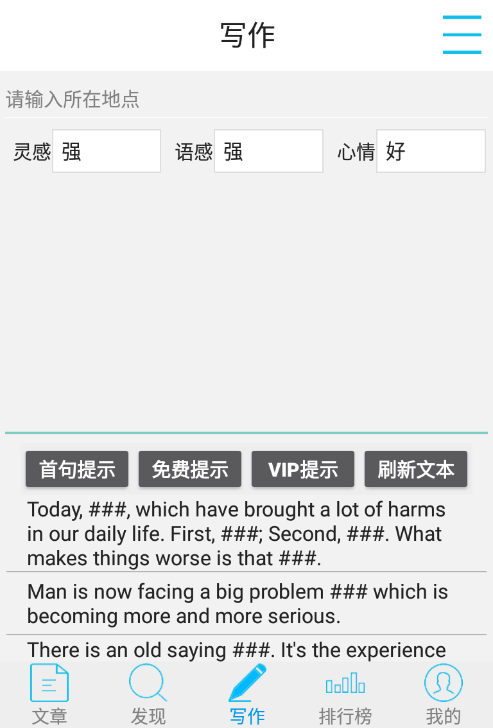 写作
请输入所在地点
灵感 强 语感 强 心情 好
首句提示 免费提示 VIP提示 刷新文本
Today, ###, which have brought a lot of harms
in our daily life. First, ###; Second, ###. What
makes things worse is that ###.
Man is now facing a big problem ### which is
becoming more and more serious.
There is an old saying ###. It's the experience
文章 发现 写作 排行榜 我的